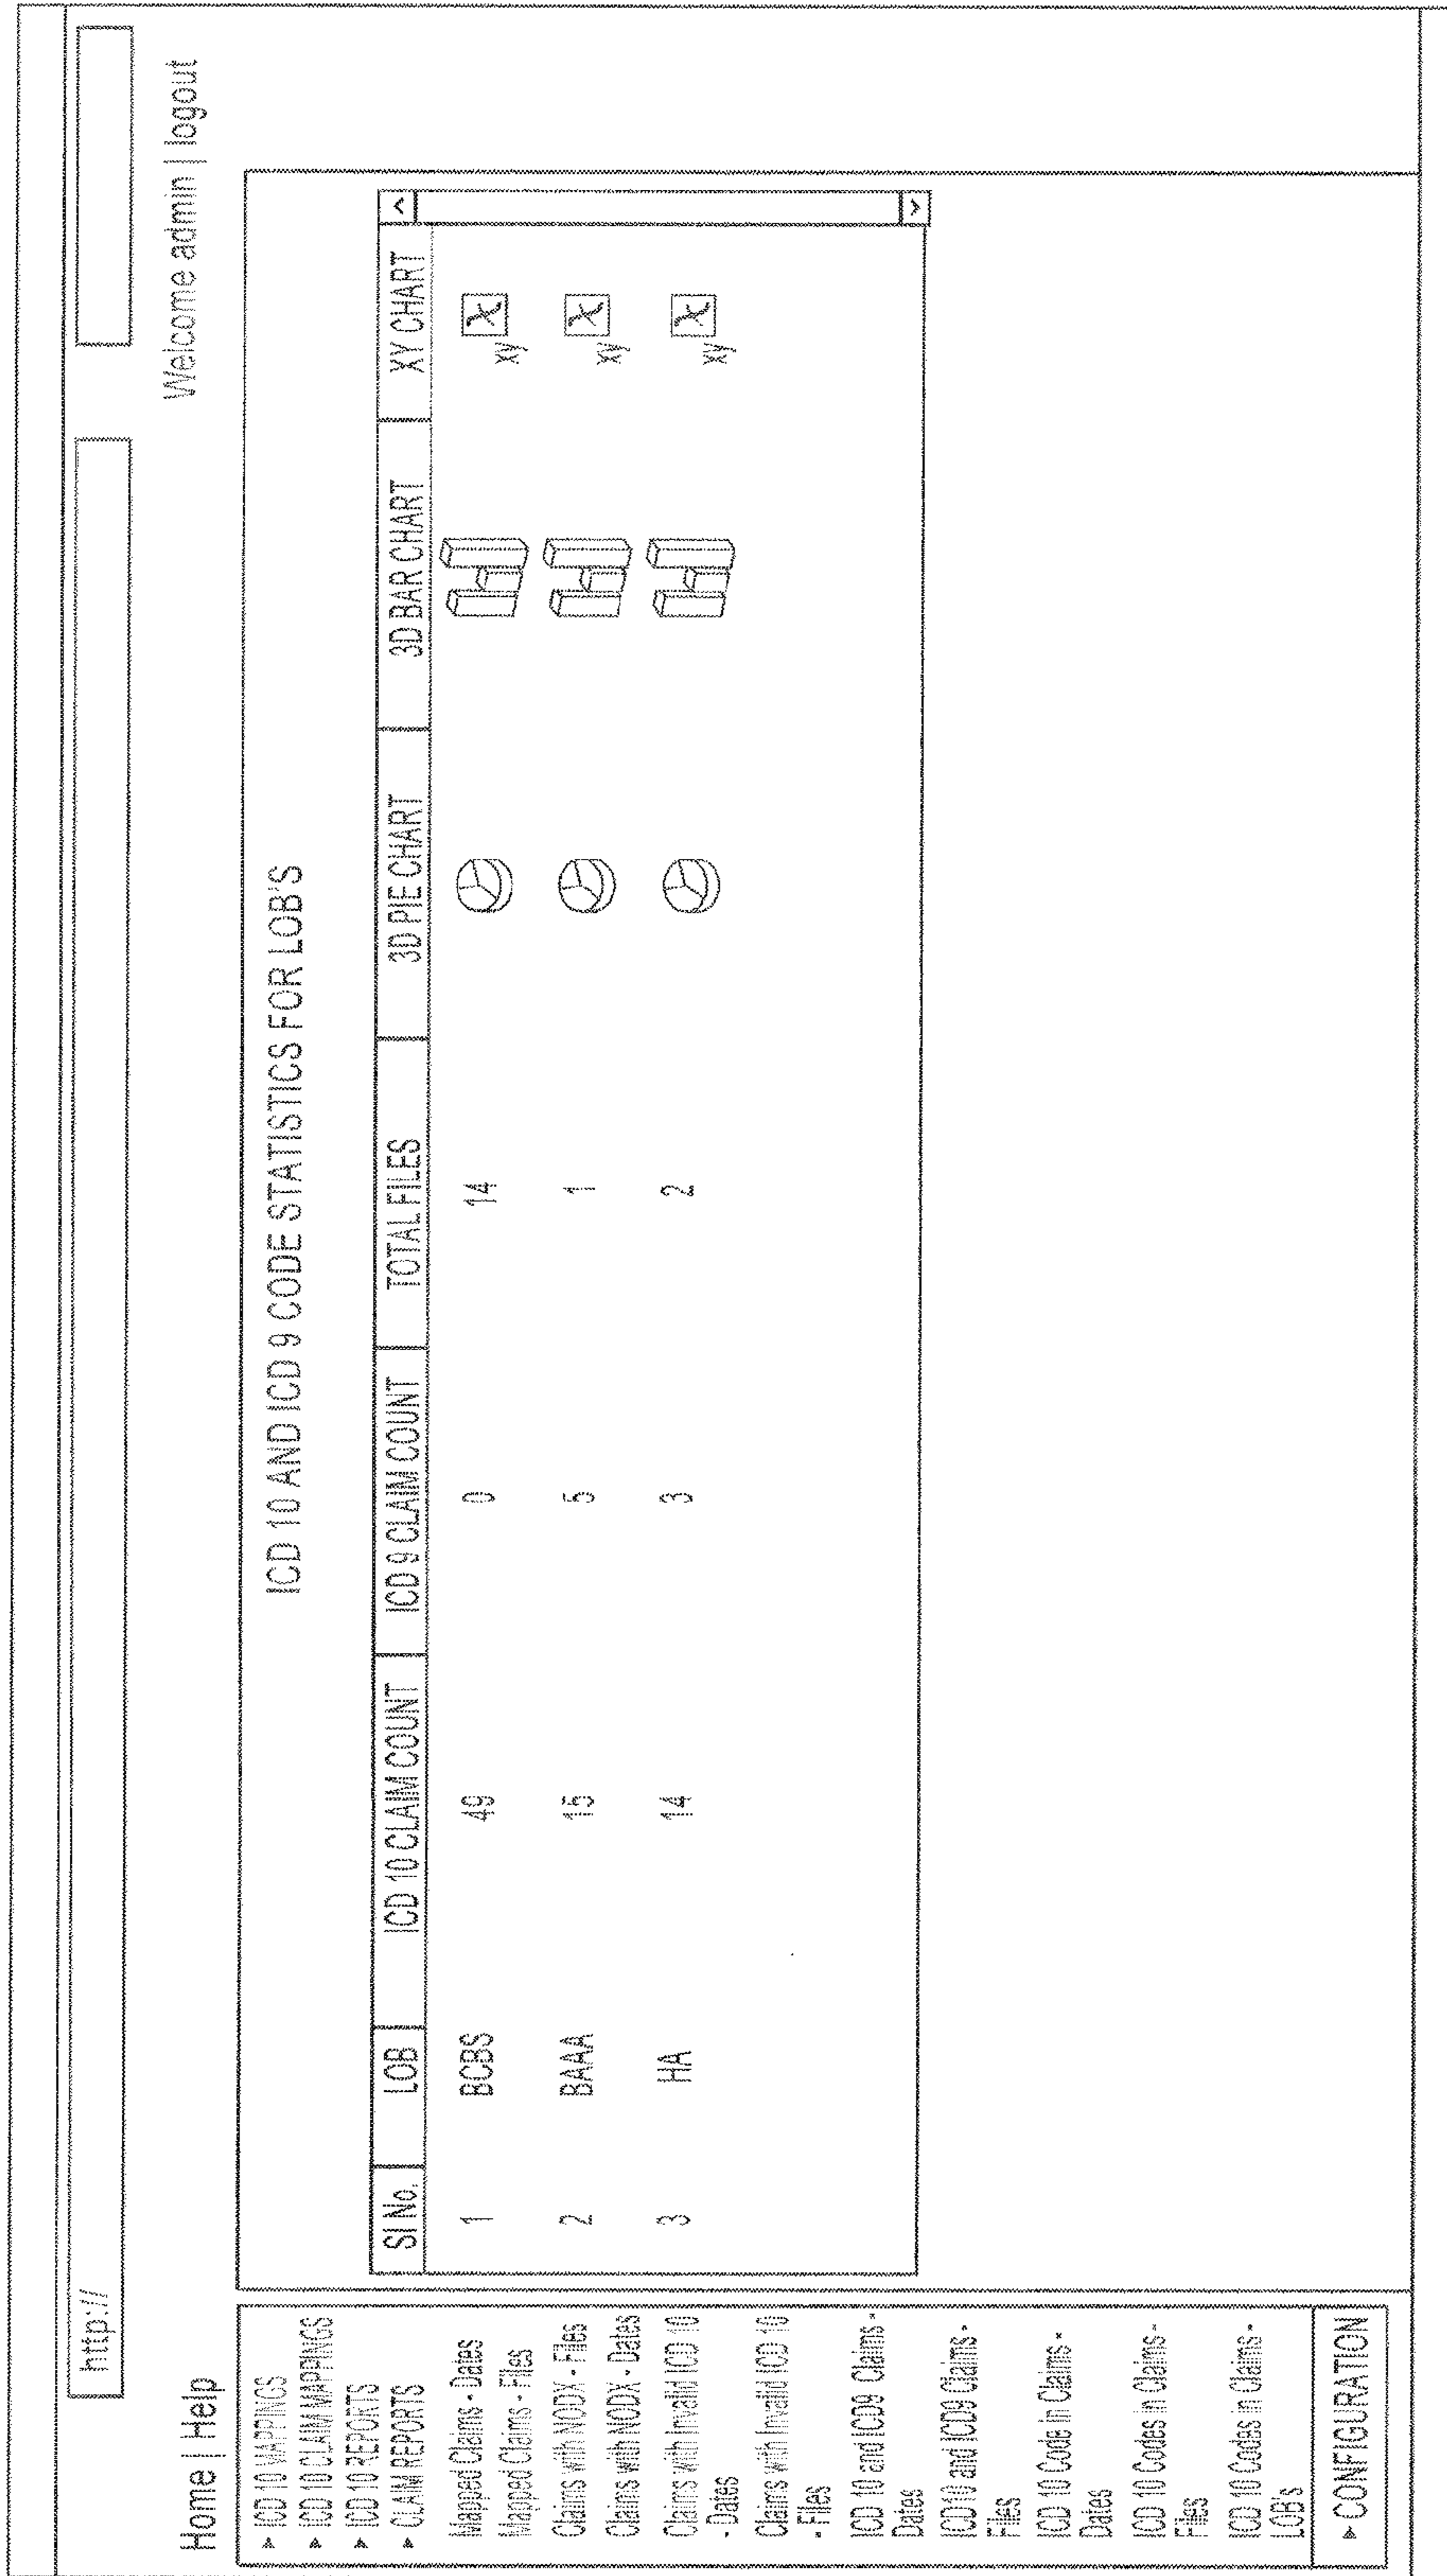 http://
Welcome admin | logout
Home | Help
► ICD 10 MAPPINGS
► ICD 10 CLAIM MAPPINGS
► ICD 10 REPORTS
► CLAIM REPORTS
Mapped Claims - Dates
Mapped Claims - Files
Claims with NODX - Files
Claims with NODX - Dates
Claims with Invalid ICD 10
- Dates
Claims with Invalid ICD 10
- Files
ICD 10 and ICD9 Claims -
Dates
ICD10 and ICD9 Claims -
Files
ICD 10 Code in Claims -
Dates
ICD 10 Codes in Claims -
Files
ICD 10 Codes in Claims -
LOB's
► CONFIGURATION
ICD 10 AND ICD 9 CODE STATISTICS FOR LOB'S
SI No. LOB ICD 10 CLAIM COUNT ICD 9 CLAIM COUNT TOTAL FILES 3D PIE CHART 3D BAR CHART XY CHART
1 BCBS 49 0 14 xy X
2 BAAA 15 5 1 xy X
3 HA 14 3 2 xy X